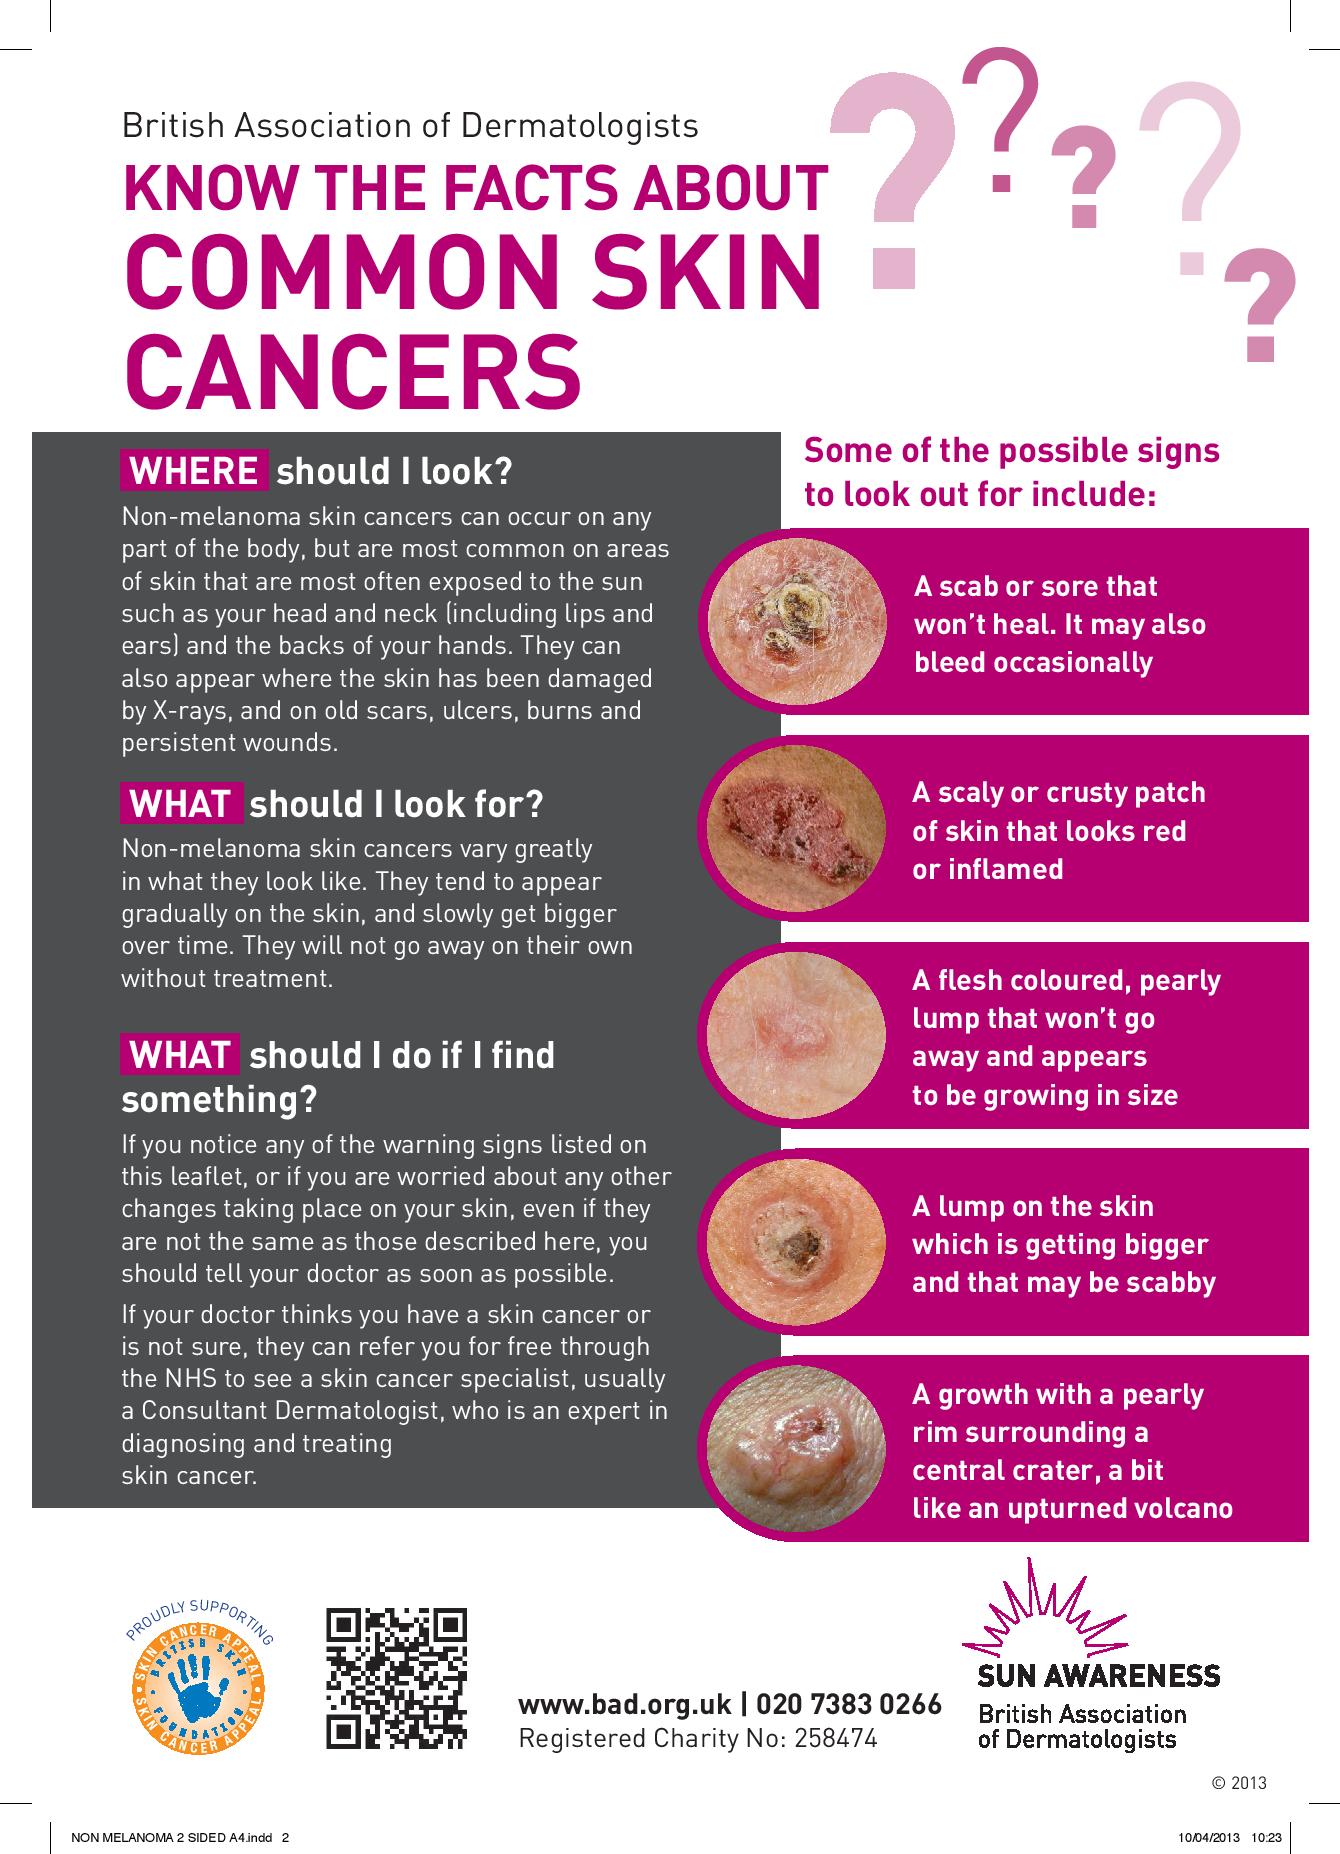 British Association of Dermatologists
KNOW THE FACTS ABOUT
COMMON SKIN
CANCERS
? ? ? ? ?
WHERE should I look?
Non-melanoma skin cancers can occur on any
part of the body, but are most common on areas
of skin that are most often exposed to the sun
such as your head and neck (including lips and
ears) and the backs of your hands. They can
also appear where the skin has been damaged
by X-rays, and on old scars, ulcers, burns and
persistent wounds.
WHAT should I look for?
Non-melanoma skin cancers vary greatly
in what they look like. They tend to appear
gradually on the skin, and slowly get bigger
over time. They will not go away on their own
without treatment.
WHAT should I do if I find
something?
If you notice any of the warning signs listed on
this leaflet, or if you are worried about any other
changes taking place on your skin, even if they
are not the same as those described here, you
should tell your doctor as soon as possible.
If your doctor thinks you have a skin cancer or
is not sure, they can refer you for free through
the NHS to see a skin cancer specialist, usually
a Consultant Dermatologist, who is an expert in
diagnosing and treating
skin cancer.
Some of the possible signs
to look out for include:
A scab or sore that
won't heal. It may also
bleed occasionally
A scaly or crusty patch
of skin that looks red
or inflamed
A flesh coloured, pearly
lump that won't go
away and appears
to be growing in size
A lump on the skin
which is getting bigger
and that may be scabby
A growth with a pearly
rim surrounding a
central crater, a bit
like an upturned volcano
PROUDLY SUPPORTING
SKIN CANCER APPEAL • SKIN CANCER APPEAL •
BRITISH SKIN
• FOUNDATION •
www.bad.org.uk | 020 7383 0266
Registered Charity No: 258474
SUN AWARENESS
British Association
of Dermatologists
© 2013
NON MELANOMA 2 SIDED A4.indd 2
10/04/2013 10:23